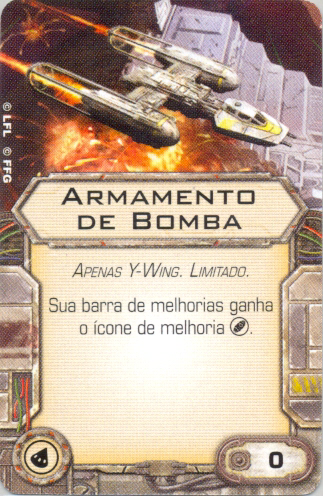 © LFL © FFG
ARMAMENTO
DE BOMBA
APENAS Y-WING. LIMITADO.
Sua barra de melhorias ganha
o ícone de melhoria .
0